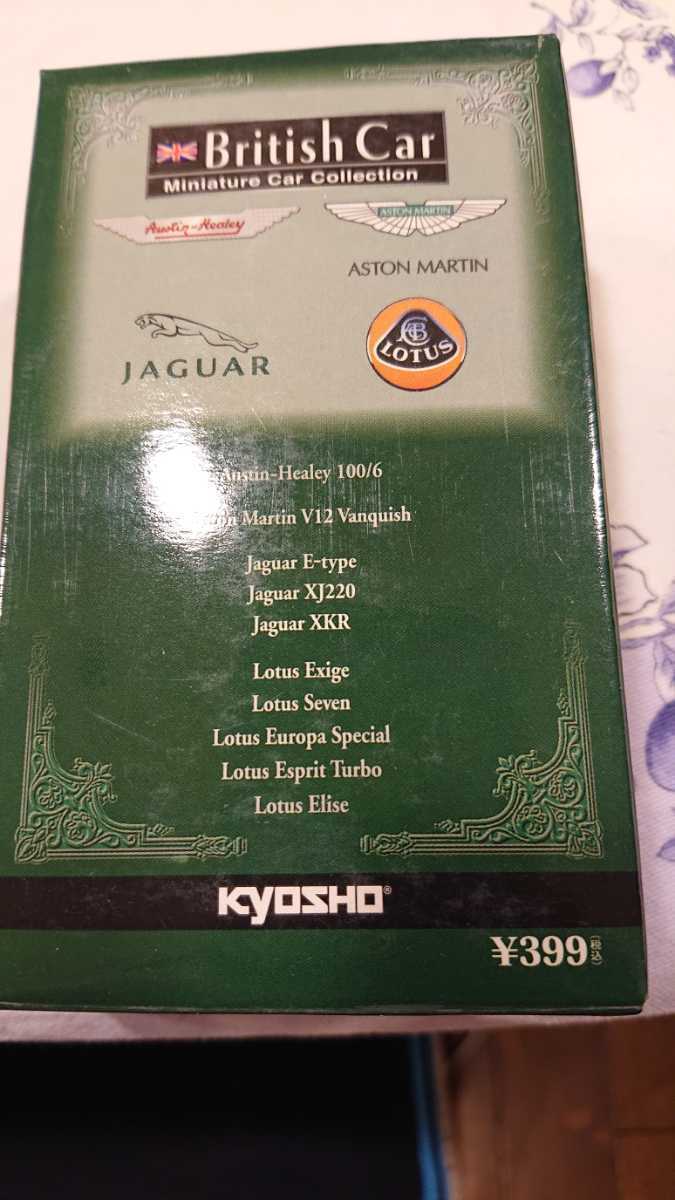 British Car
Miniature Car Collection
Austin-Healey
ASTON MARTIN
ASTON MARTIN
JAGUAR
LOTUS
Austin-Healey 100/6
Martin V12 Vanquish
Jaguar E-type
Jaguar XJ220
Jaguar XKR
Lotus Exige
Lotus Seven
Lotus Europa Special
Lotus Esprit Turbo
Lotus Elise
KYOSHO®
¥399(税込)